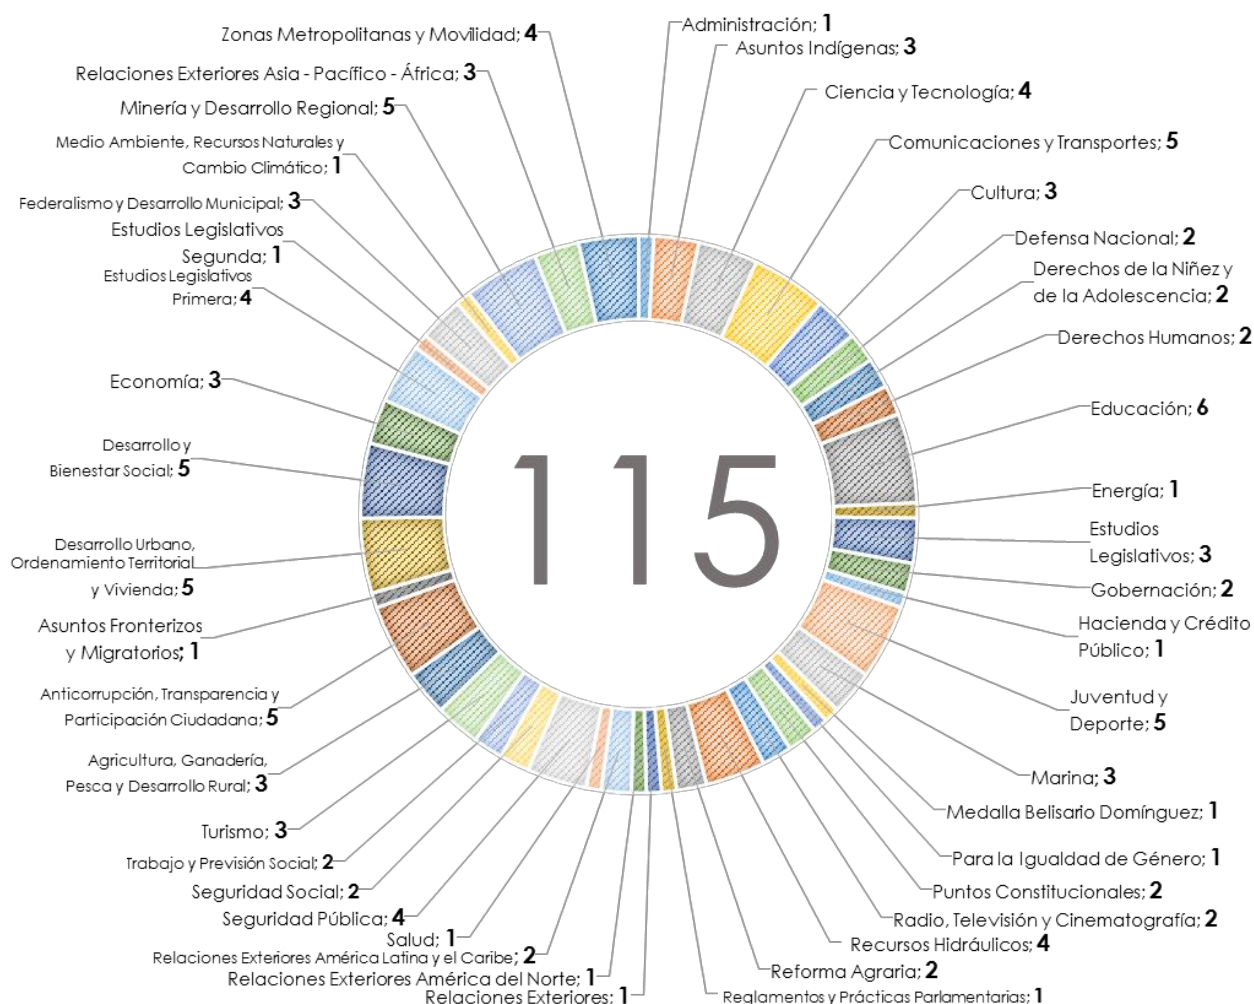 Administración; 1
Asuntos Indígenas; 3
Ciencia y Tecnología; 4
Comunicaciones y Transportes; 5
Cultura; 3
Defensa Nacional; 2
Derechos de la Niñez y
de la Adolescencia; 2
Derechos Humanos; 2
Educación; 6
Energía; 1
Estudios
Legislativos; 3
Gobernación; 2
Hacienda y Crédito
Público; 1
Juventud y
Deporte; 5
Marina; 3
Medalla Belisario Domínguez; 1
Para la Igualdad de Género; 1
Puntos Constitucionales; 2
Radio, Televisión y Cinematografía; 2
Recursos Hidráulicos; 4
Reforma Agraria; 2
Reglamentos y Prácticas Parlamentarias; 1
Relaciones Exteriores; 1
Relaciones Exteriores América del Norte; 1
Relaciones Exteriores América Latina y el Caribe; 2
Salud; 1
Seguridad Pública; 4
Seguridad Social; 2
Trabajo y Previsión Social; 2
Turismo; 3
Agricultura, Ganadería,
Pesca y Desarrollo Rural; 3
Anticorrupción, Transparencia y
Participación Ciudadana; 5
Asuntos Fronterizos
y Migratorios; 1
Desarrollo Urbano,
Ordenamiento Territorial
y Vivienda; 5
Desarrollo y
Bienestar Social; 5
Economía; 3
Estudios Legislativos
Primera; 4
Estudios Legislativos
Segunda; 1
Federalismo y Desarrollo Municipal; 3
Medio Ambiente, Recursos Naturales y
Cambio Climático; 1
Minería y Desarrollo Regional; 5
Relaciones Exteriores Asia - Pacífico - África; 3
Zonas Metropolitanas y Movilidad; 4
115